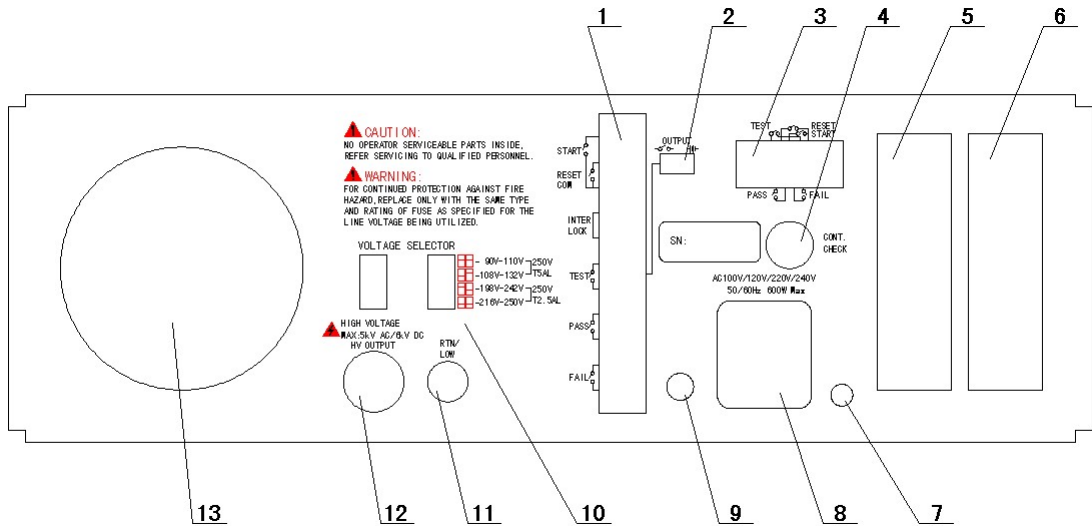 1 2 3 4 5 6
CAUTION:
NO OPERATOR SERVICEABLE PARTS INSIDE,
REFER SERVICING TO QUALIFIED PERSONNEL.
WARNING:
FOR CONTINUED PROTECTION AGAINST FIRE
HAZARD,REPLACE ONLY WITH THE SAME TYPE
AND RATING OF FUSE AS SPECIFIED FOR THE
LINE VOLTAGE BEING UTILIZED.
VOLTAGE SELECTOR
- 90V-110V 250V
-108V-132V T5AL
-198V-242V 250V
-216V-250V T2.5AL
HIGH VOLTAGE
MAX:5kV AC/6kV DC
HV OUTPUT
RTN/
LOW
START
RESET
COM
INTER
LOCK
TEST
PASS
FAIL
OUTPUT
TEST RESET
START
PASS FAIL
SN:
CONT.
CHECK
AC100V/120V/220V/240V
50/60Hz 600W Max
13 12 11 10 9 8 7